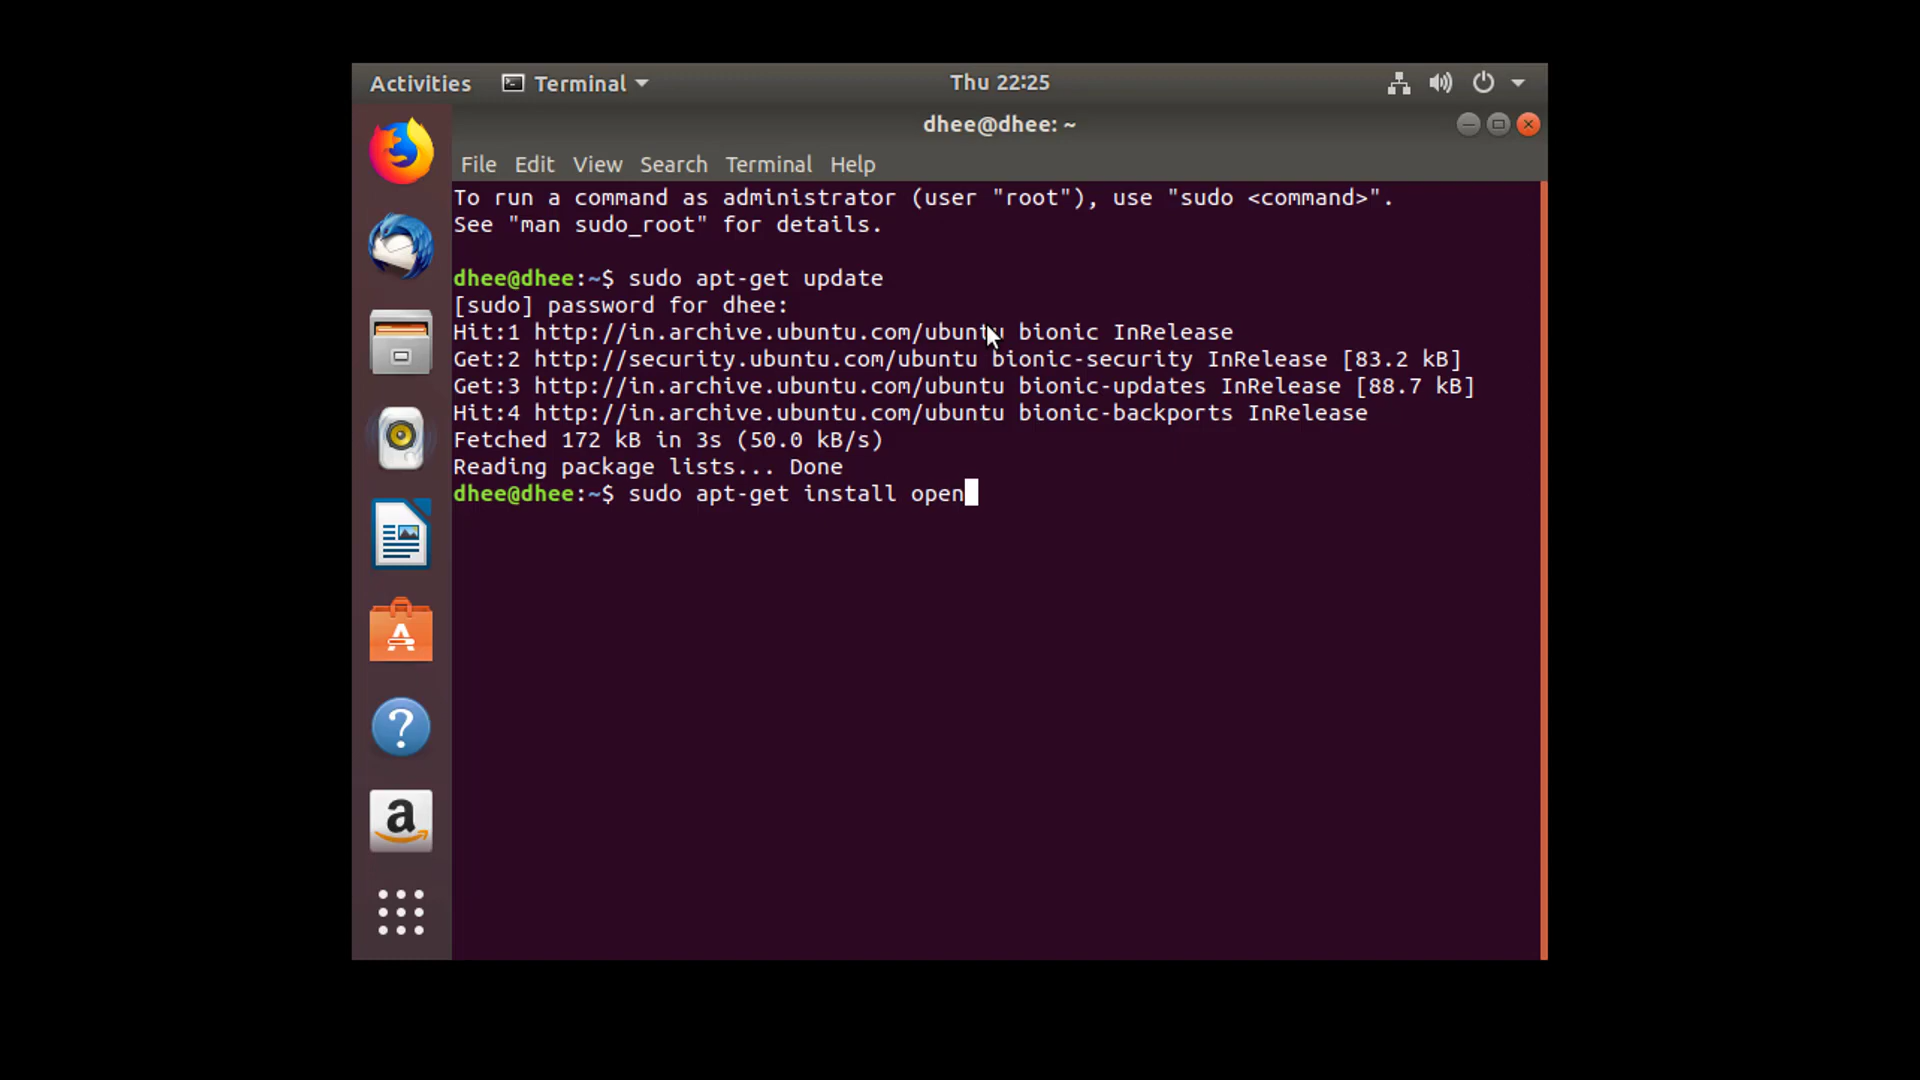 Activities Terminal Thu 22:25
dhee@dhee: ~
File Edit View Search Terminal Help
To run a command as administrator (user "root"), use "sudo <command>".
See "man sudo_root" for details.
dhee@dhee:~$ sudo apt-get update
[sudo] password for dhee:
Hit:1 http://in.archive.ubuntu.com/ubuntu bionic InRelease
Get:2 http://security.ubuntu.com/ubuntu bionic-security InRelease [83.2 kB]
Get:3 http://in.archive.ubuntu.com/ubuntu bionic-updates InRelease [88.7 kB]
Hit:4 http://in.archive.ubuntu.com/ubuntu bionic-backports InRelease
Fetched 172 kB in 3s (50.0 kB/s)
Reading package lists... Done
dhee@dhee:~$ sudo apt-get install open